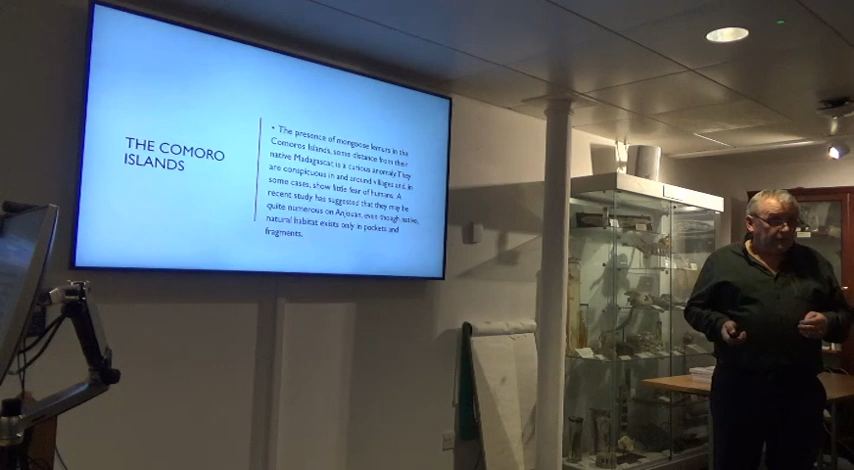 THE COMORO
ISLANDS
• The presence of mongoose lemurs in the
Comoros Islands, some distance from their
native Madagascar, is a curious anomaly. They
are conspicuous in and around villages and, in
some cases, show little fear of humans. A
recent study has suggested that they may be
quite numerous on Anjouan, even though native,
natural habitat exists only in pockets and
fragments.